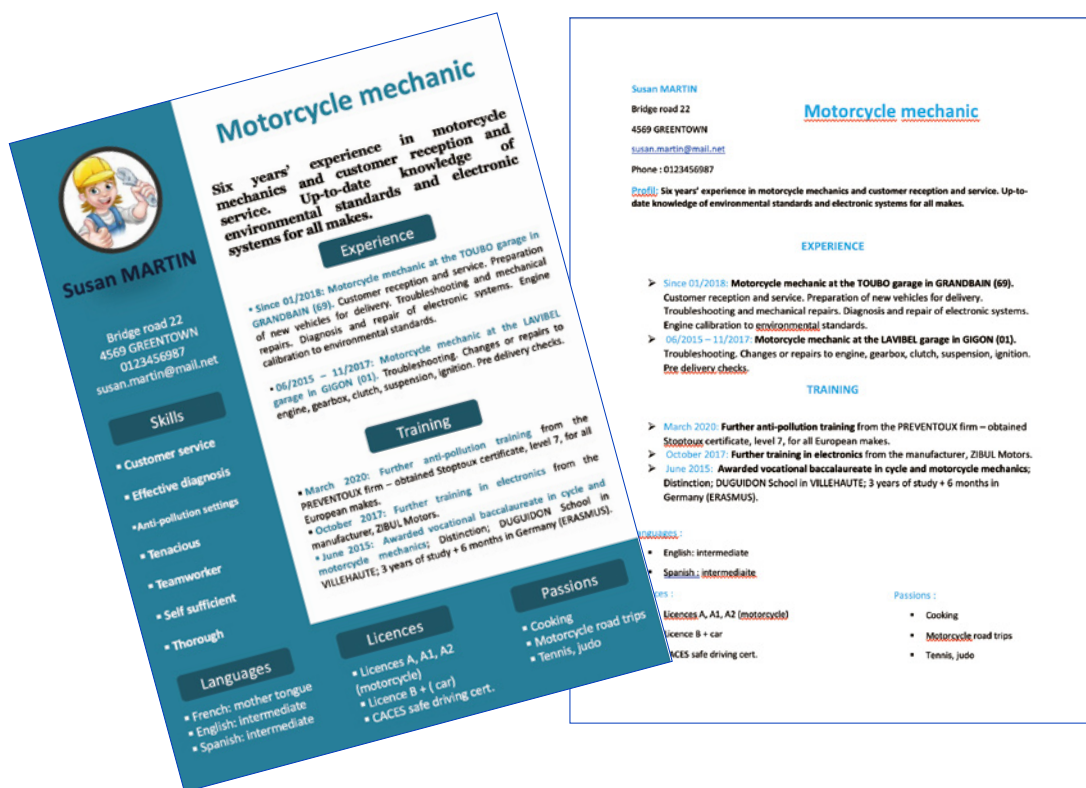 Motorcycle mechanic
Six years’ experience in motorcycle
mechanics and customer reception and
service. Up-to-date knowledge of
environmental standards and electronic
systems for all makes.
Susan MARTIN
Bridge road 22
4569 GREENTOWN
0123456987
susan.martin@mail.net
Skills
▪ Customer service
▪ Effective diagnosis
▪ Anti-pollution settings
▪ Tenacious
▪ Teamworker
▪ Self sufficient
▪ Thorough
Experience
▪ Since 01/2018: Motorcycle mechanic at the TOUBO garage in
GRANDBAIN (69). Customer reception and service. Preparation
of new vehicles for delivery. Troubleshooting and mechanical
repairs. Diagnosis and repair of electronic systems. Engine
calibration to environmental standards.
▪ 06/2015 – 11/2017: Motorcycle mechanic at the LAVIBEL
garage in GIGON (01). Troubleshooting. Changes or repairs to
engine, gearbox, clutch, suspension, ignition. Pre delivery checks.
Training
▪ March 2020: Further anti-pollution training from the
PREVENTOUX firm – obtained Stoptoux certificate, level 7, for all
European makes.
▪ October 2017: Further training in electronics from the
manufacturer, ZIBUL Motors.
▪ June 2015: Awarded vocational baccalaureate in cycle and
motorcycle mechanics; Distinction; DUGUIDON School in
VILLEHAUTE; 3 years of study + 6 months in Germany (ERASMUS).
Languages
▪ French: mother tongue
▪ English: intermediate
▪ Spanish: intermediate
Licences
▪ Licences A, A1, A2
(motorcycle)
▪ Licence B + ( car)
▪ CACES safe driving cert.
Passions
▪ Cooking
▪ Motorcycle road trips
▪ Tennis, judo
Susan MARTIN
Bridge road 22
4569 GREENTOWN
susan.martin@mail.net
Phone : 0123456987
Motorcycle mechanic
Profil: Six years’ experience in motorcycle mechanics and customer reception and service. Up-to-
date knowledge of environmental standards and electronic systems for all makes.
EXPERIENCE
➢ Since 01/2018: Motorcycle mechanic at the TOUBO garage in GRANDBAIN (69).
Customer reception and service. Preparation of new vehicles for delivery.
Troubleshooting and mechanical repairs. Diagnosis and repair of electronic systems.
Engine calibration to environmental standards.
➢ 06/2015 – 11/2017: Motorcycle mechanic at the LAVIBEL garage in GIGON (01).
Troubleshooting. Changes or repairs to engine, gearbox, clutch, suspension, ignition.
Pre delivery checks.
TRAINING
➢ March 2020: Further anti-pollution training from the PREVENTOUX firm – obtained
Stoptoux certificate, level 7, for all European makes.
➢ October 2017: Further training in electronics from the manufacturer, ZIBUL Motors.
➢ June 2015: Awarded vocational baccalaureate in cycle and motorcycle mechanics;
Distinction; DUGUIDON School in VILLEHAUTE; 3 years of study + 6 months in
Germany (ERASMUS).
▪ English: intermediate
▪ Spanish : intermediaite
Licences A, A1, A2 (motorcycle)
Licence B + car
CACES safe driving cert.
Passions :
▪ Cooking
▪ Motorcycle road trips
▪ Tennis, judo